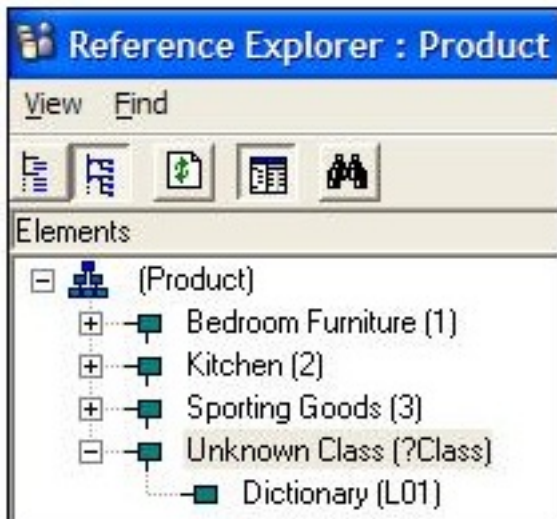 Reference Explorer : Product
View Find
Elements
(Product)
Bedroom Furniture (1)
Kitchen (2)
Sporting Goods (3)
Unknown Class (?Class)
Dictionary (L01)